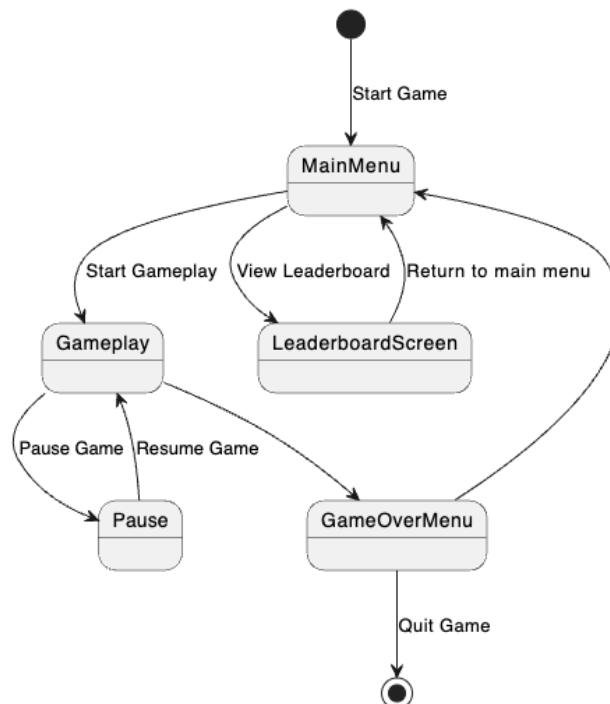 Start Game
MainMenu
Start Gameplay
View Leaderboard
Return to main menu
Gameplay
LeaderboardScreen
Pause Game
Resume Game
Pause
GameOverMenu
Quit Game